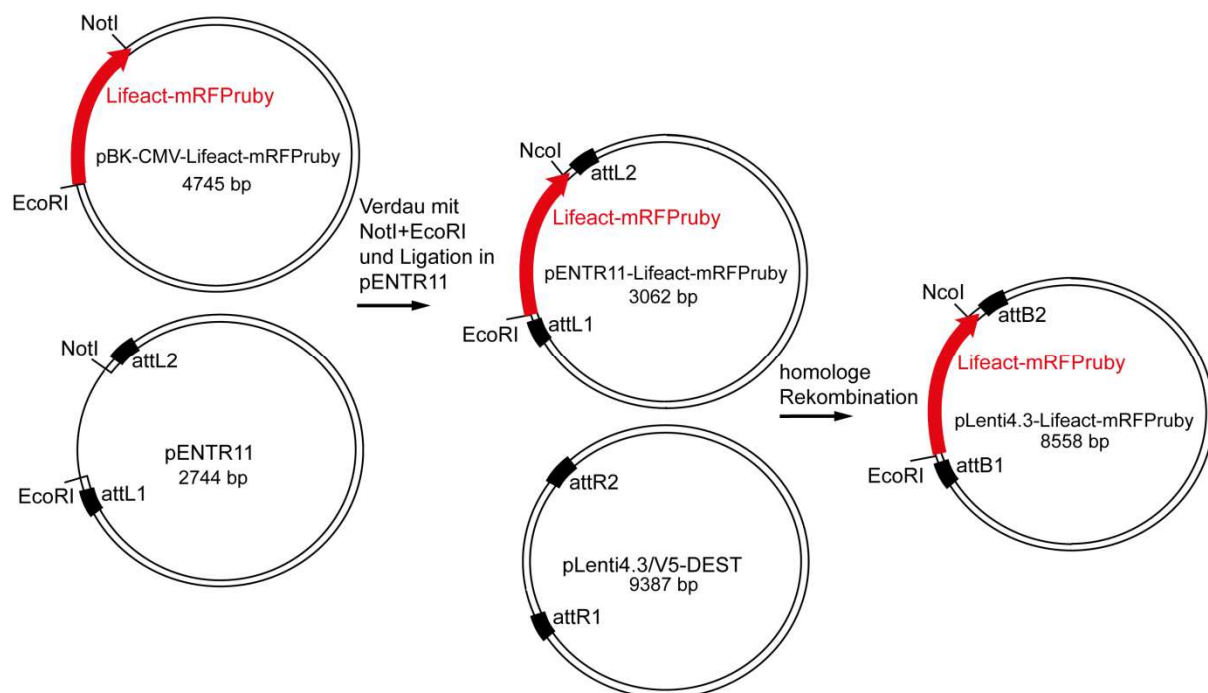 NotI
Lifeact-mRFPruby
pBK-CMV-Lifeact-mRFPruby
4745 bp
EcoRI
NotI
attL2
pENTR11
2744 bp
EcoRI
attL1
Verdau mit
NotI+EcoRI
und Ligation in
pENTR11
NcoI
attL2
Lifeact-mRFPruby
pENTR11-Lifeact-mRFPruby
3062 bp
EcoRI
attL1
attR2
pLenti4.3/V5-DEST
9387 bp
attR1
homologe
Rekombination
NcoI
attB2
Lifeact-mRFPruby
pLenti4.3-Lifeact-mRFPruby
8558 bp
EcoRI
attB1